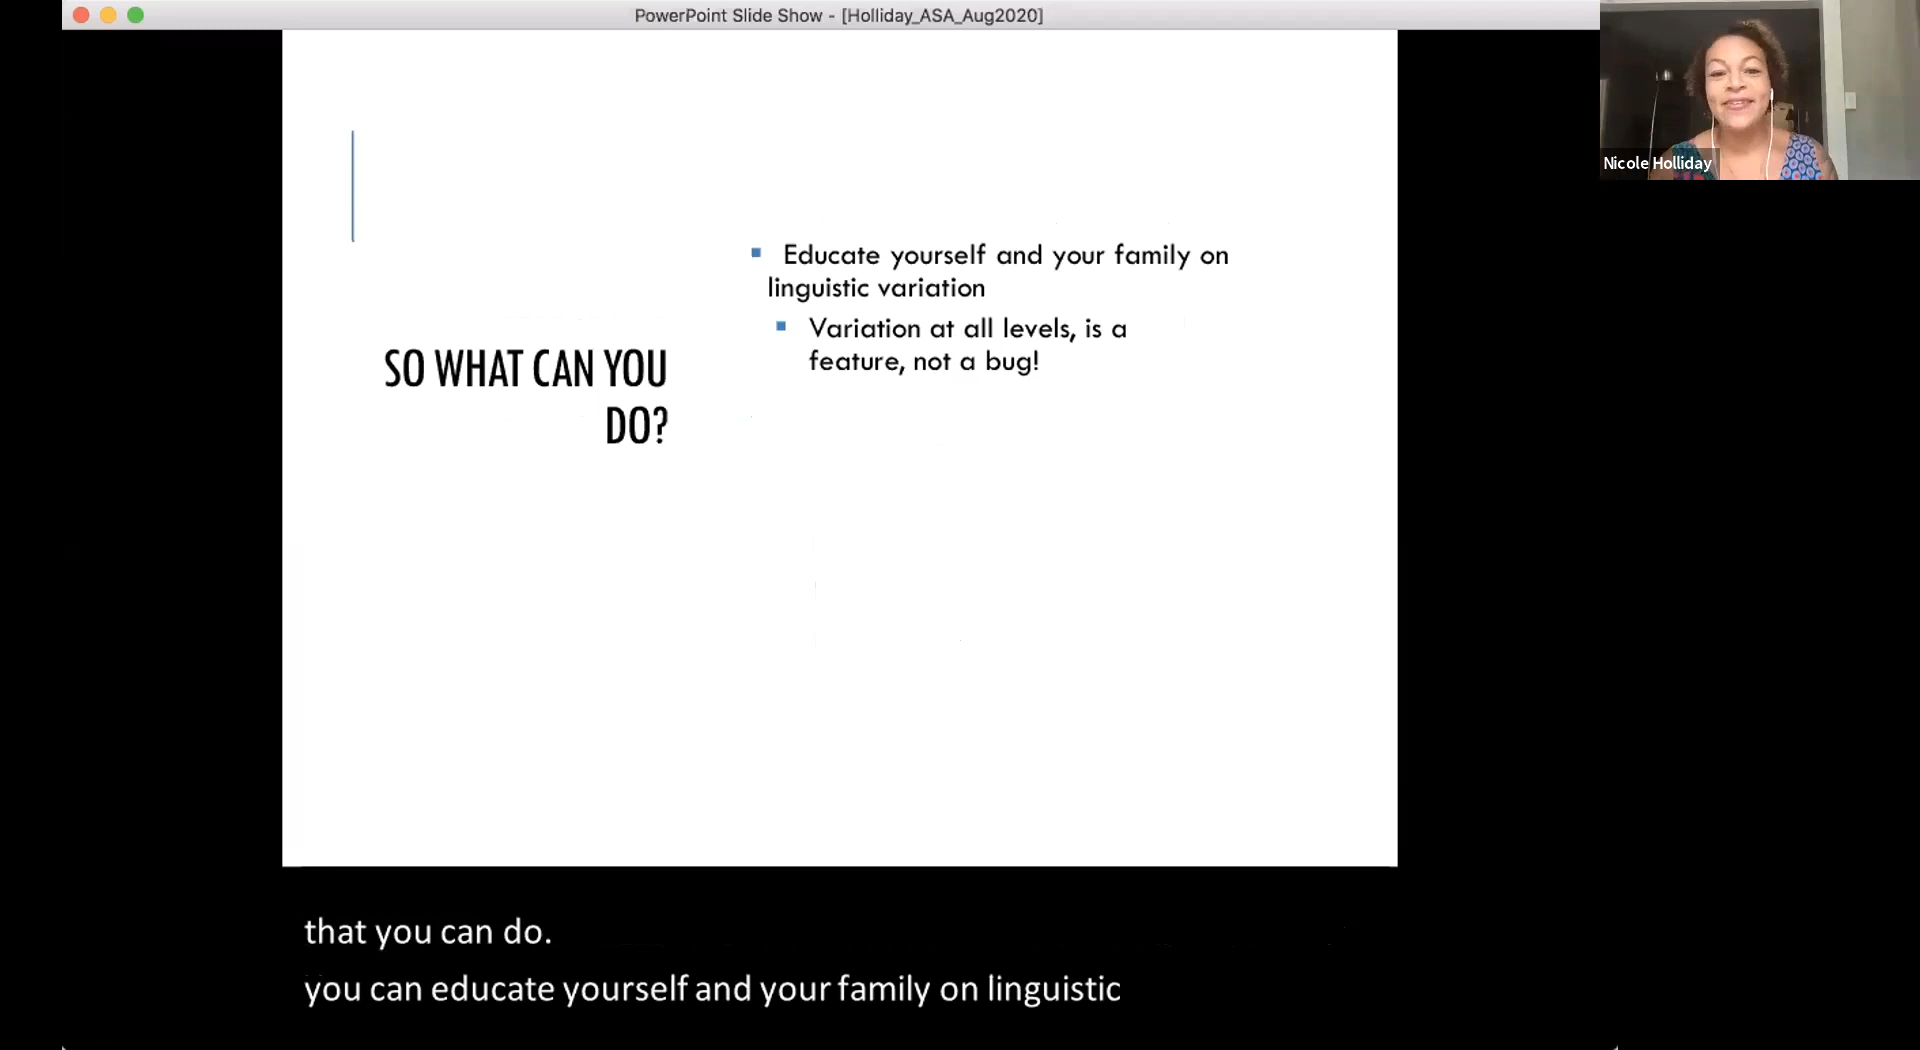 PowerPoint Slide Show - [Holliday_ASA_Aug2020]
Nicole Holliday
SO WHAT CAN YOU
DO?
Educate yourself and your family on
linguistic variation
Variation at all levels, is a
feature, not a bug!
that you can do.
you can educate yourself and your family on linguistic